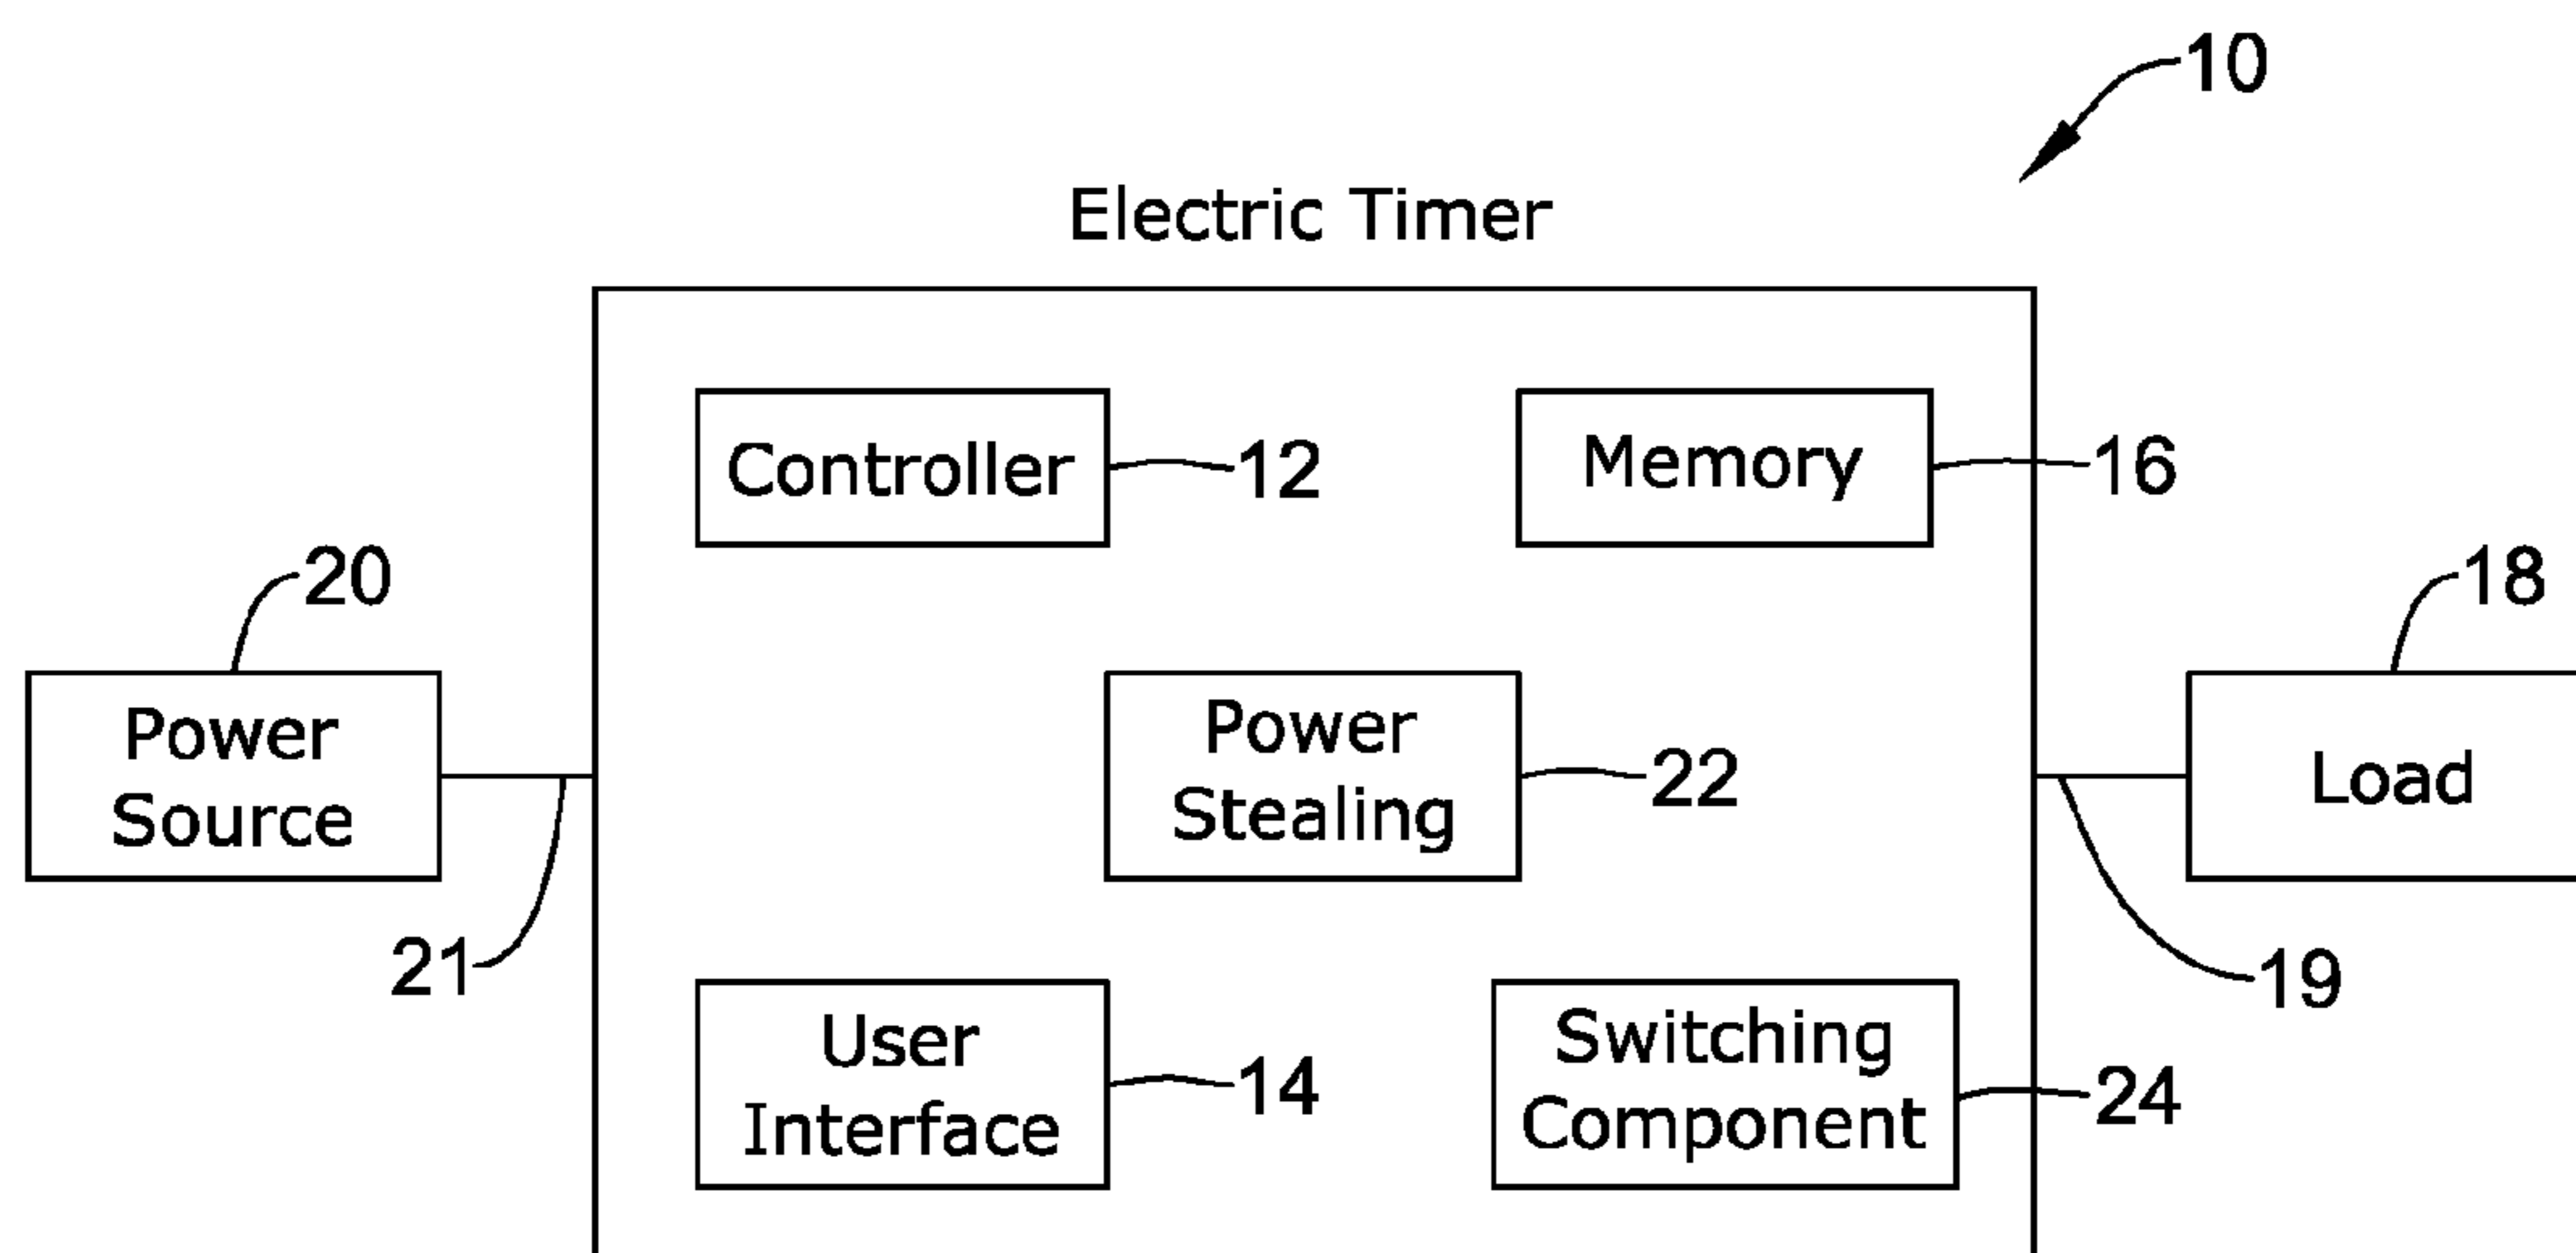 10
Electric Timer
Controller
12
Memory
16
20
18
Power
Source
Power
Stealing
22
Load
21
19
User
Interface
14
Switching
Component
24